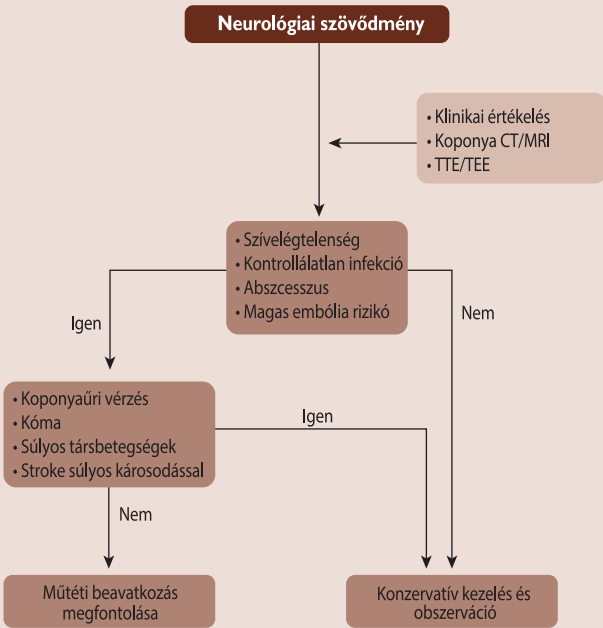 Neurológiai szövődmény
• Klinikai értékelés
• Koponya CT/MRI
• TTE/TEE
• Szívelégtelenség
• Kontrollálatlan infekció
• Abszcesszus
• Magas embólia rizikó
Igen
Nem
• Koponyaűri vérzés
• Kóma
• Súlyos társbetegségek
• Stroke súlyos károsodással
Igen
Nem
Műtéti beavatkozás
megfontolása
Konzervatív kezelés és
obszerváció